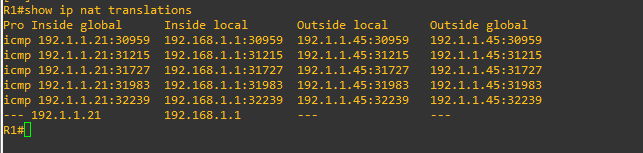 R1#show ip nat translations
Pro Inside global      Inside local       Outside local      Outside global
icmp 192.1.1.21:30959  192.168.1.1:30959  192.1.1.45:30959   192.1.1.45:30959
icmp 192.1.1.21:31215  192.168.1.1:31215  192.1.1.45:31215   192.1.1.45:31215
icmp 192.1.1.21:31727  192.168.1.1:31727  192.1.1.45:31727   192.1.1.45:31727
icmp 192.1.1.21:31983  192.168.1.1:31983  192.1.1.45:31983   192.1.1.45:31983
icmp 192.1.1.21:32239  192.168.1.1:32239  192.1.1.45:32239   192.1.1.45:32239
--- 192.1.1.21         192.168.1.1        ---                ---
R1#